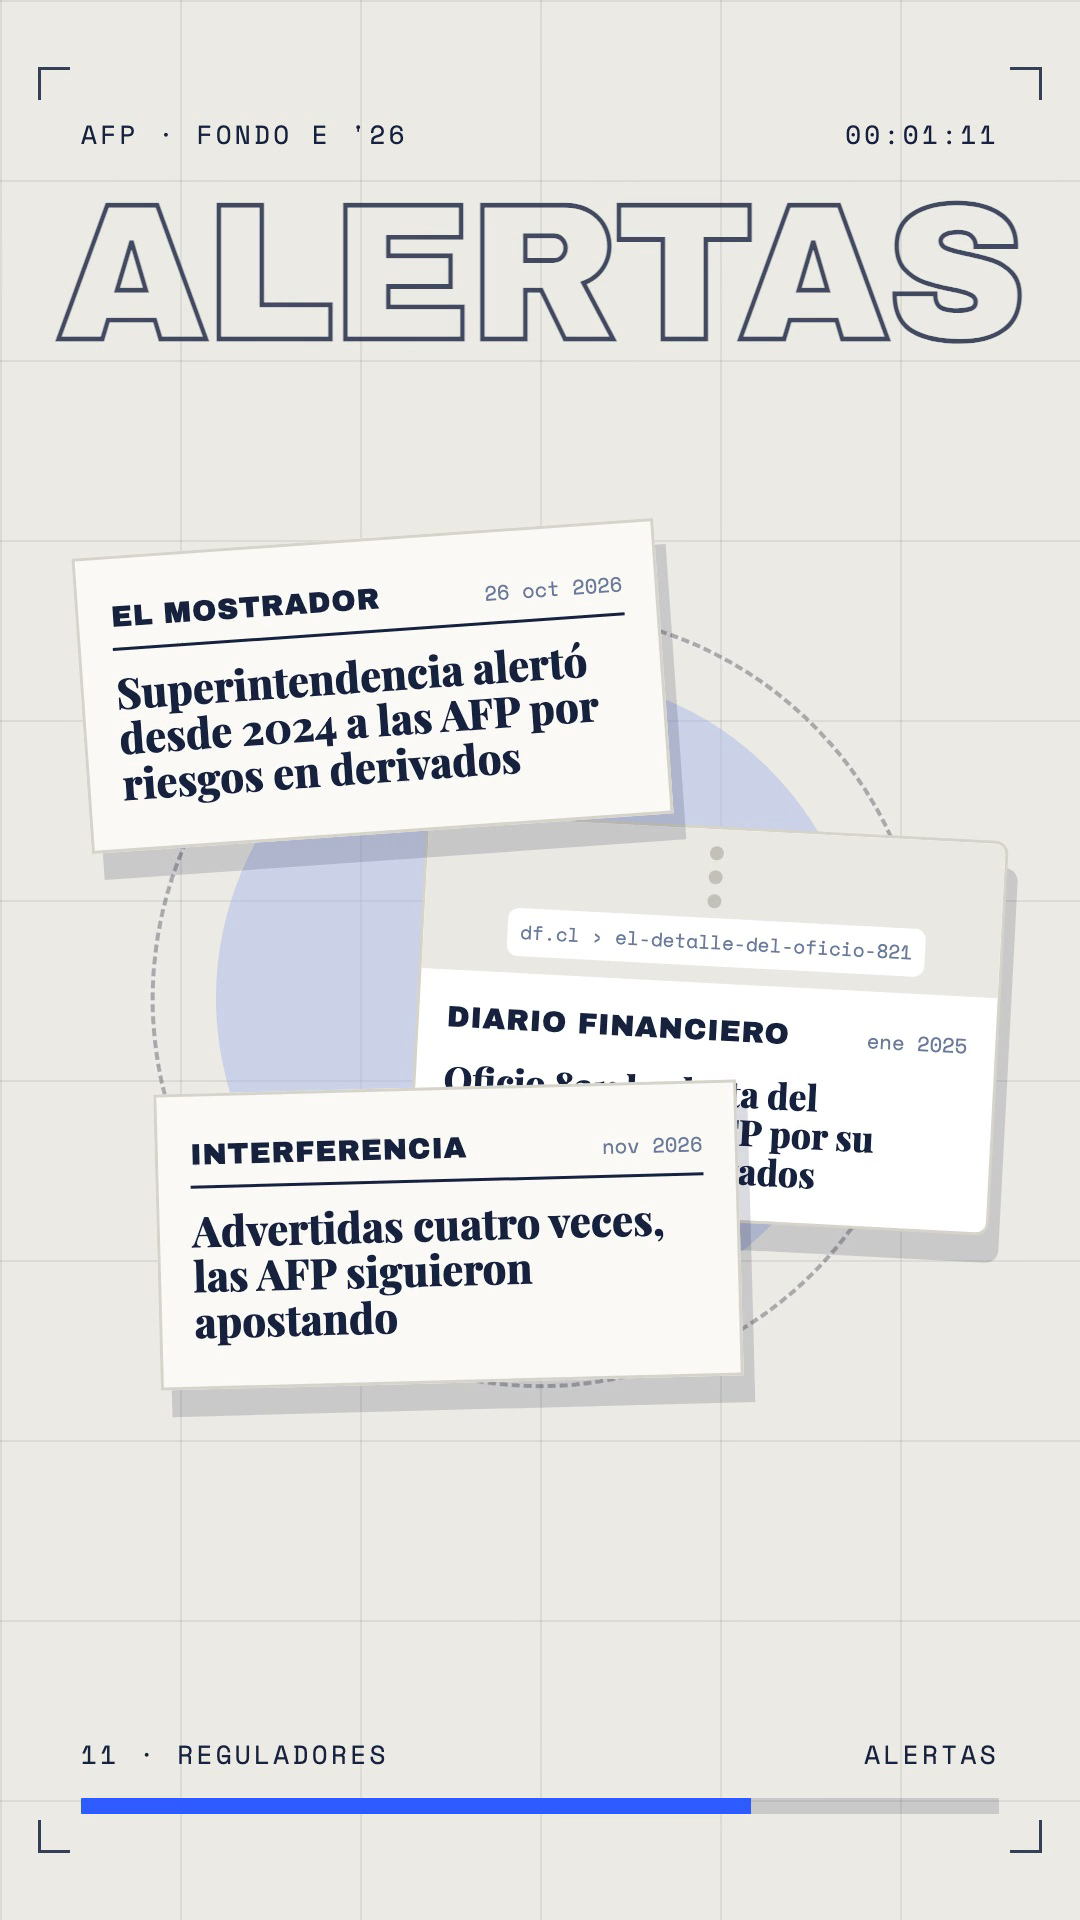 AFP · FONDO E '26
00:01:11
ALERTAS
EL MOSTRADOR
26 oct 2026
Superintendencia alertó
desde 2024 a las AFP por
riesgos en derivados
df.cl › el-detalle-del-oficio-821
DIARIO FINANCIERO
ene 2025
Oficio
del
por su
INTERFERENCIA
nov 2026
Advertidas cuatro veces,
las AFP siguieron
apostando
11 · REGULADORES
ALERTAS